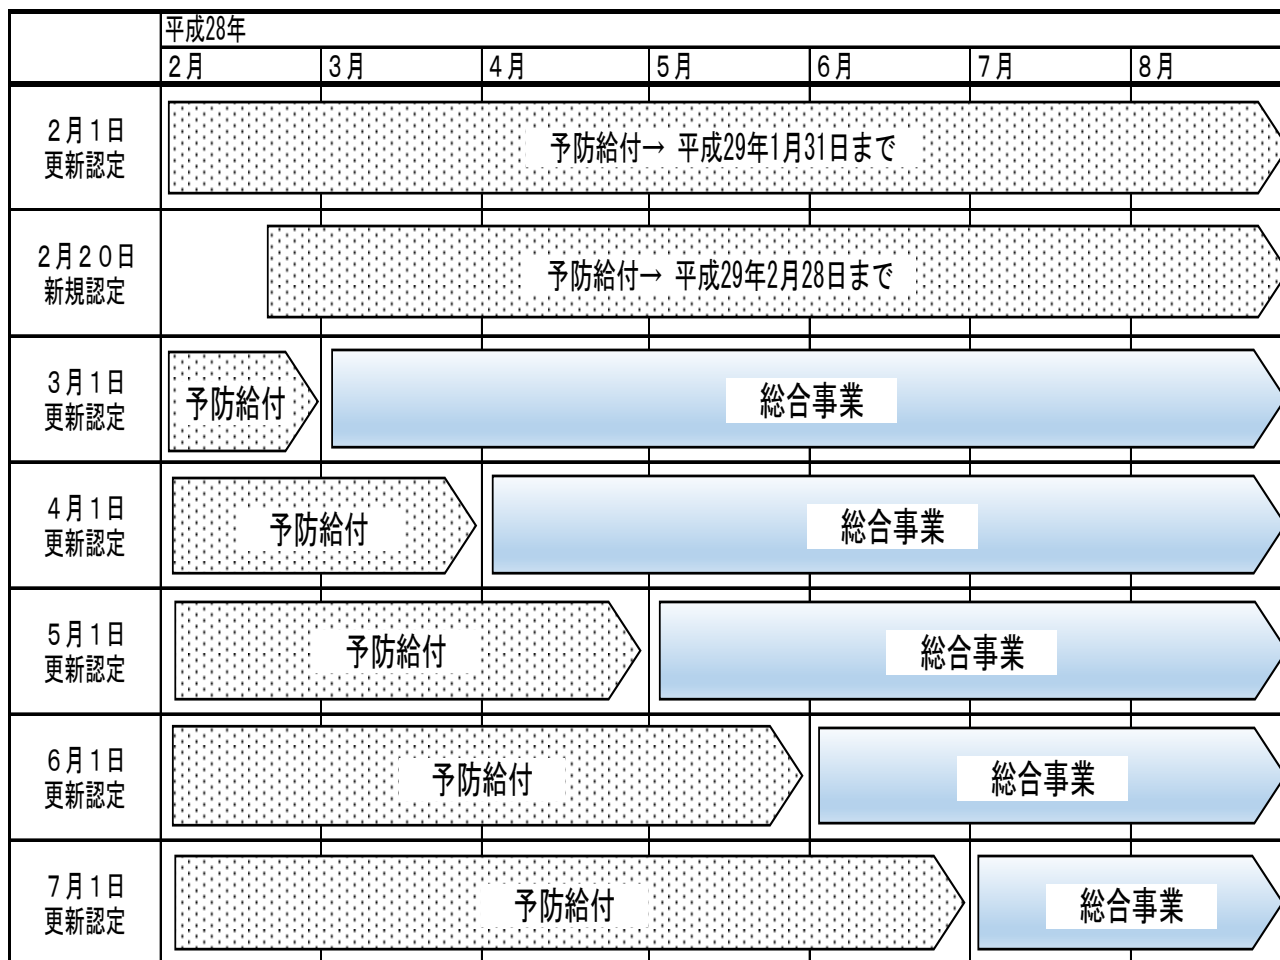 平成28年
２月 ３月 ４月 ５月 ６月 ７月 ８月
２月１日
更新認定
予防給付→ 平成29年1月31日まで
２月２０日
新規認定
予防給付→ 平成29年2月28日まで
３月１日
更新認定
予防給付 総合事業
４月１日
更新認定
予防給付 総合事業
５月１日
更新認定
予防給付 総合事業
６月１日
更新認定
予防給付 総合事業
７月１日
更新認定
予防給付 総合事業